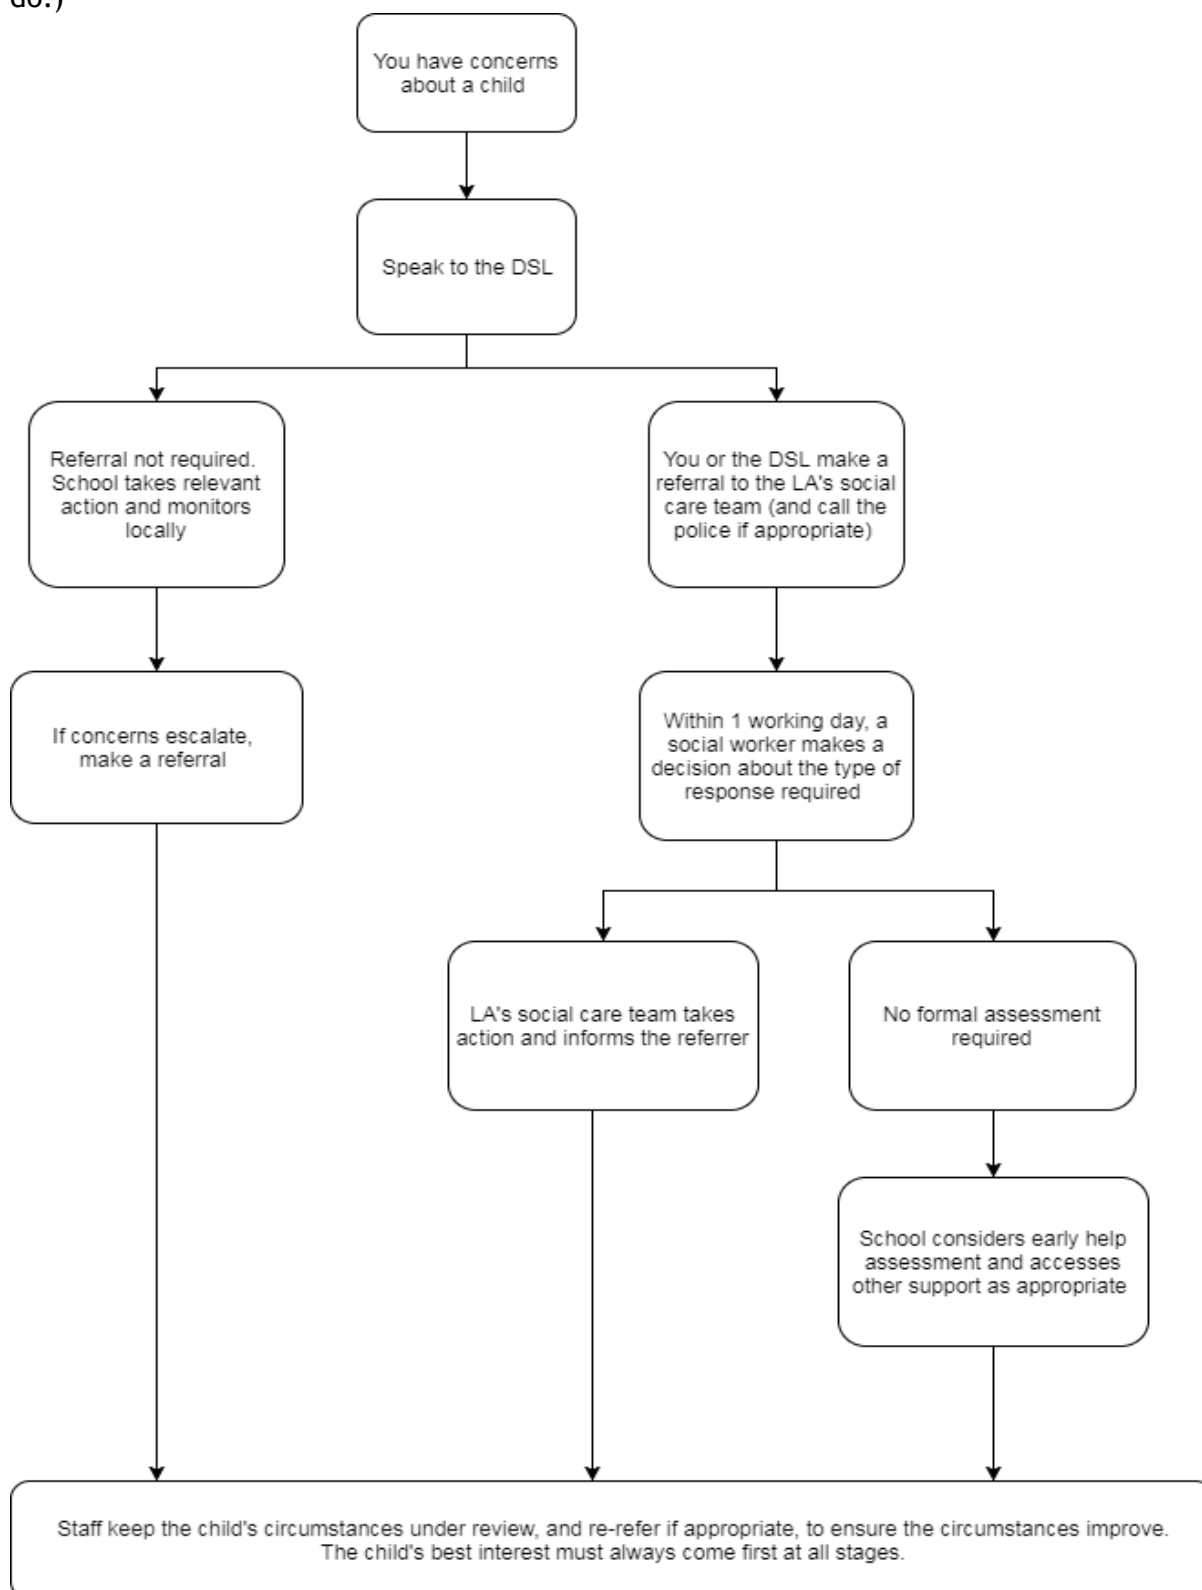 do.)
You have concerns
about a child
Speak to the DSL
Referral not required.
School takes relevant
action and monitors
locally
You or the DSL make a
referral to the LA's social
care team (and call the
police if appropriate)
If concerns escalate,
make a referral
Within 1 working day, a
social worker makes a
decision about the type of
response required
LA's social care team takes
action and informs the referrer
No formal assessment
required
School considers early help
assessment and accesses
other support as appropriate
Staff keep the child's circumstances under review, and re-refer if appropriate, to ensure the circumstances improve.
The child's best interest must always come first at all stages.